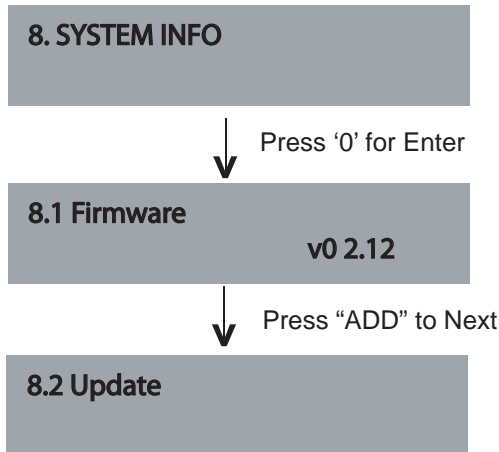 8. SYSTEM INFO
Press ‘0’ for Enter
8.1 Firmware
v0 2.12
Press “ADD” to Next
8.2 Update